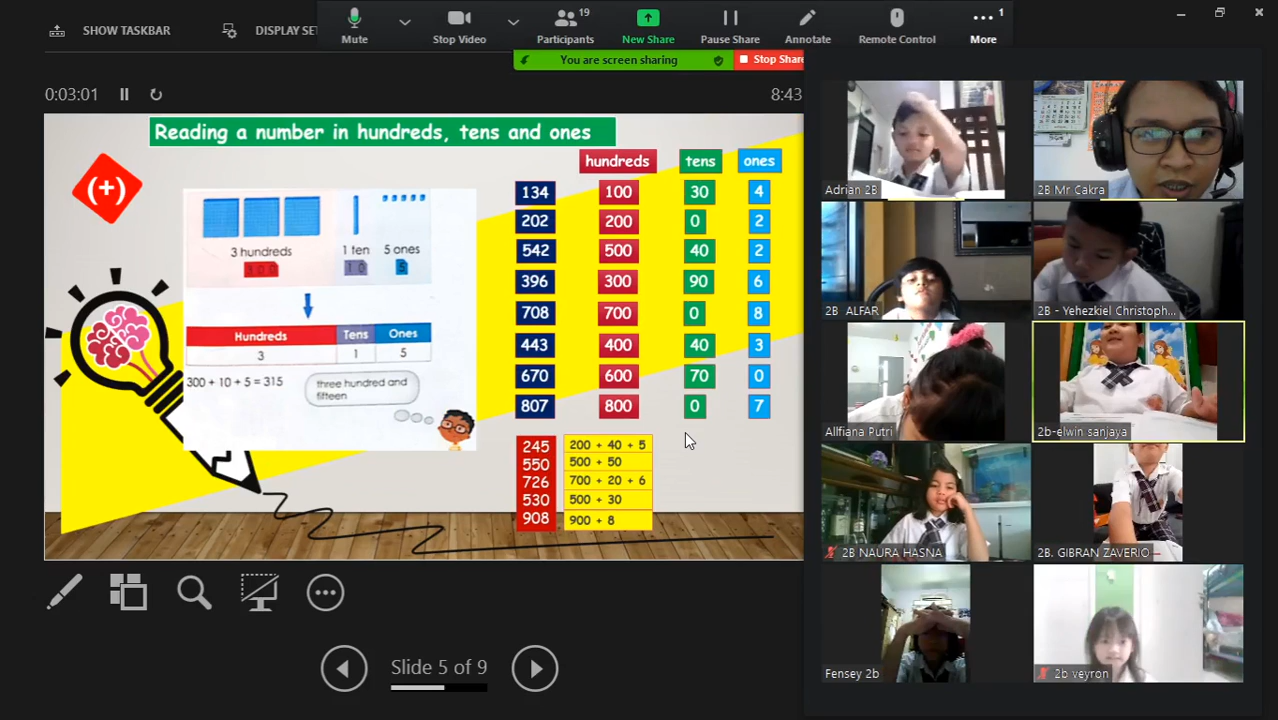 SHOW TASKBAR
DISPLAY SET
Mute
Stop Video
19
Participants
New Share
Pause Share
Annotate
Remote Control
1
More
You are screen sharing
Stop Share
0:03:01
8:43
Reading a number in hundreds, tens and ones
(+)
3 hundreds
1 ten
5 ones
300
10
5
Hundreds Tens Ones
3 1 5
300 + 10 + 5 = 315
three hundred and
fifteen
hundreds tens ones
134 100 30 4
202 200 0 2
542 500 40 2
396 300 90 6
708 700 0 8
443 400 40 3
670 600 70 0
807 800 0 7
245 200 + 40 + 5
550 500 + 50
726 700 + 20 + 6
530 500 + 30
908 900 + 8
Slide 5 of 9
Adrian 2B
2B Mr Cakra
2B ALFAR
2B - Yehezkiel Christoph...
Allfiana Putri
2b-elwin sanjaya
2B NAURA HASNA
2B. GIBRAN ZAVERIO
Fensey 2b
2b veyron